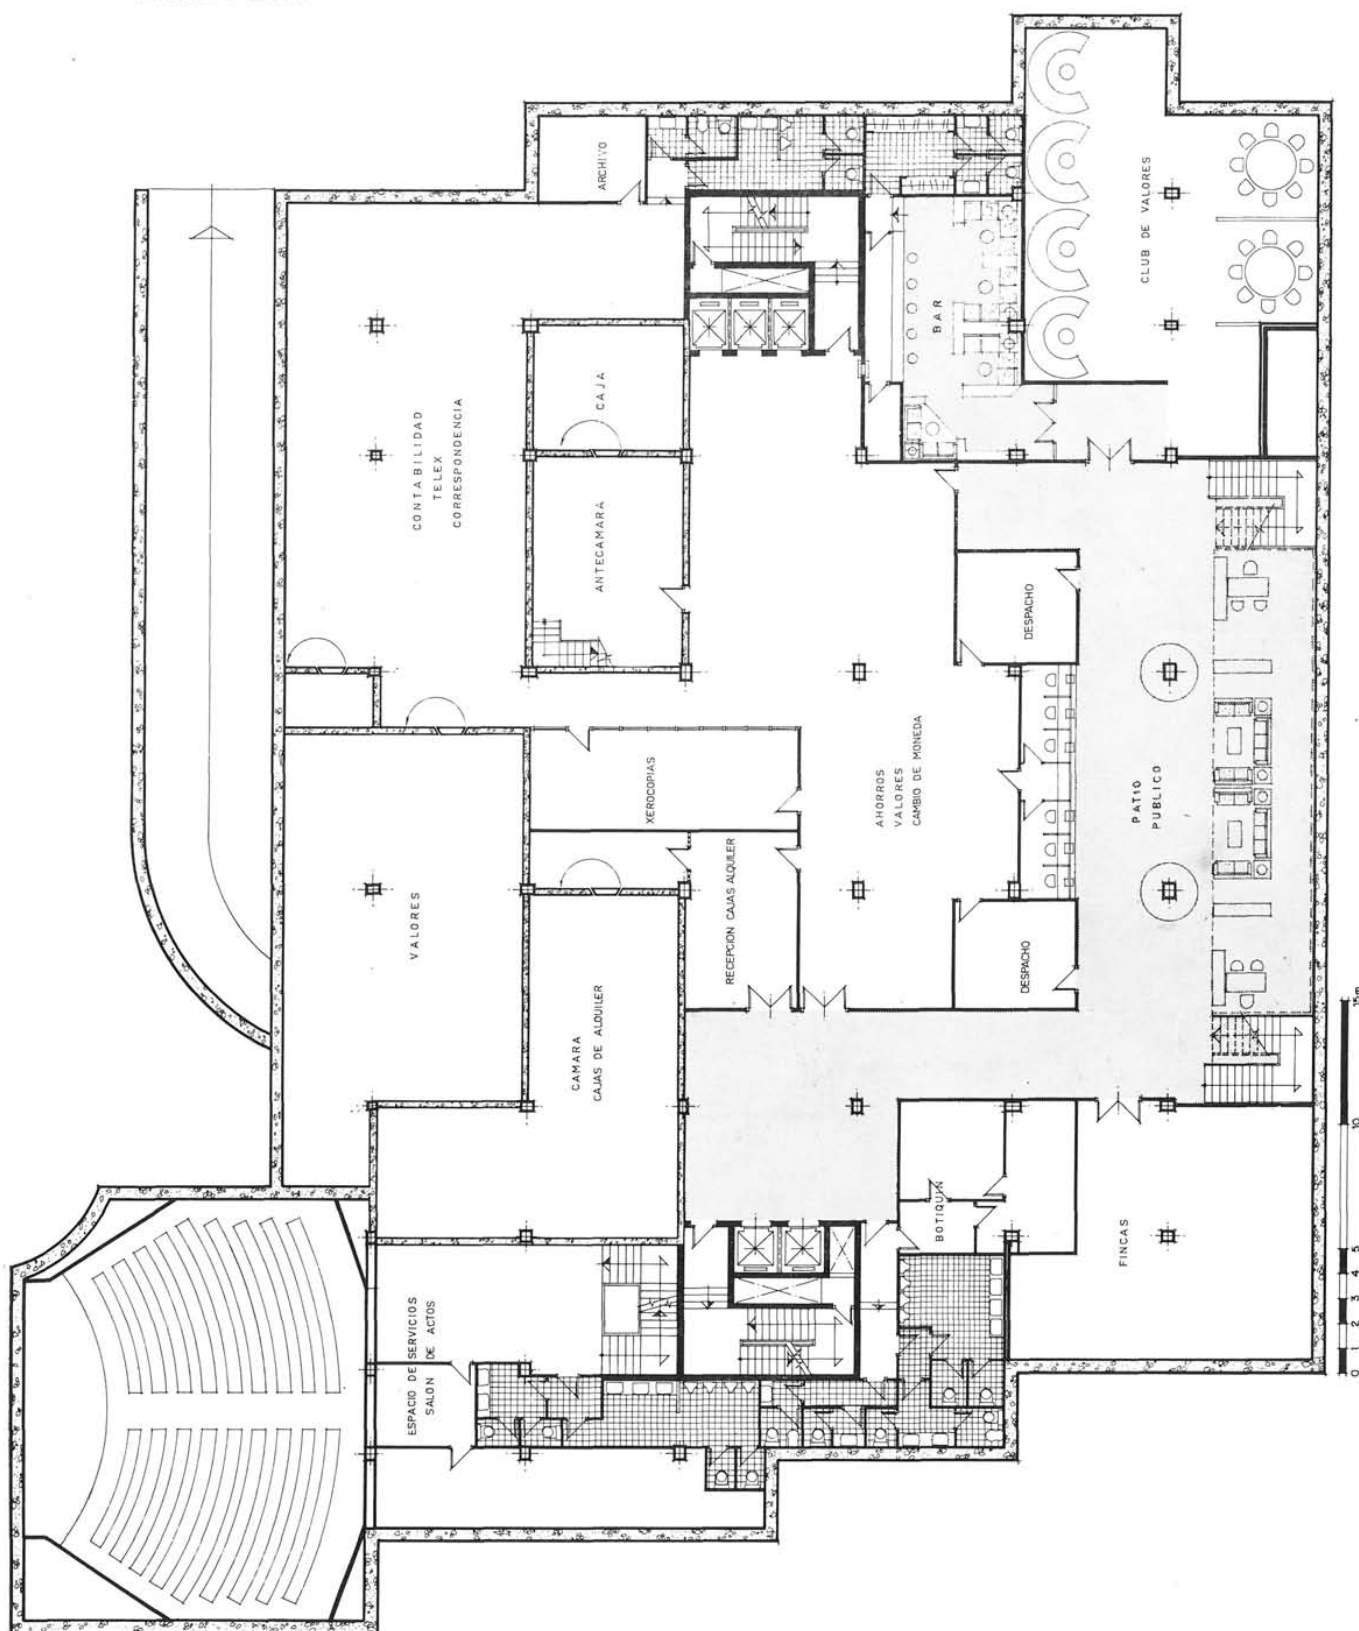 ARCHIVO
CLUB DE VALORES
BAR
CAJA
CONTABILIDAD
TELEX
CORRESPONDENCIA
ANTECAMARA
DESPACHO
XEROCOPIAS
AHORROS
VALORES
CAMBIO DE MONEDA
PATIO
PUBLICO
VALORES
RECEPCION CAJAS ALQUILER
DESPACHO
CAMARA
CAJAS DE ALQUILER
BOTIQUIN
FINCAS
ESPACIO DE SERVICIOS
SALON DE ACTOS
0 1 2 3 4 5 10 15m